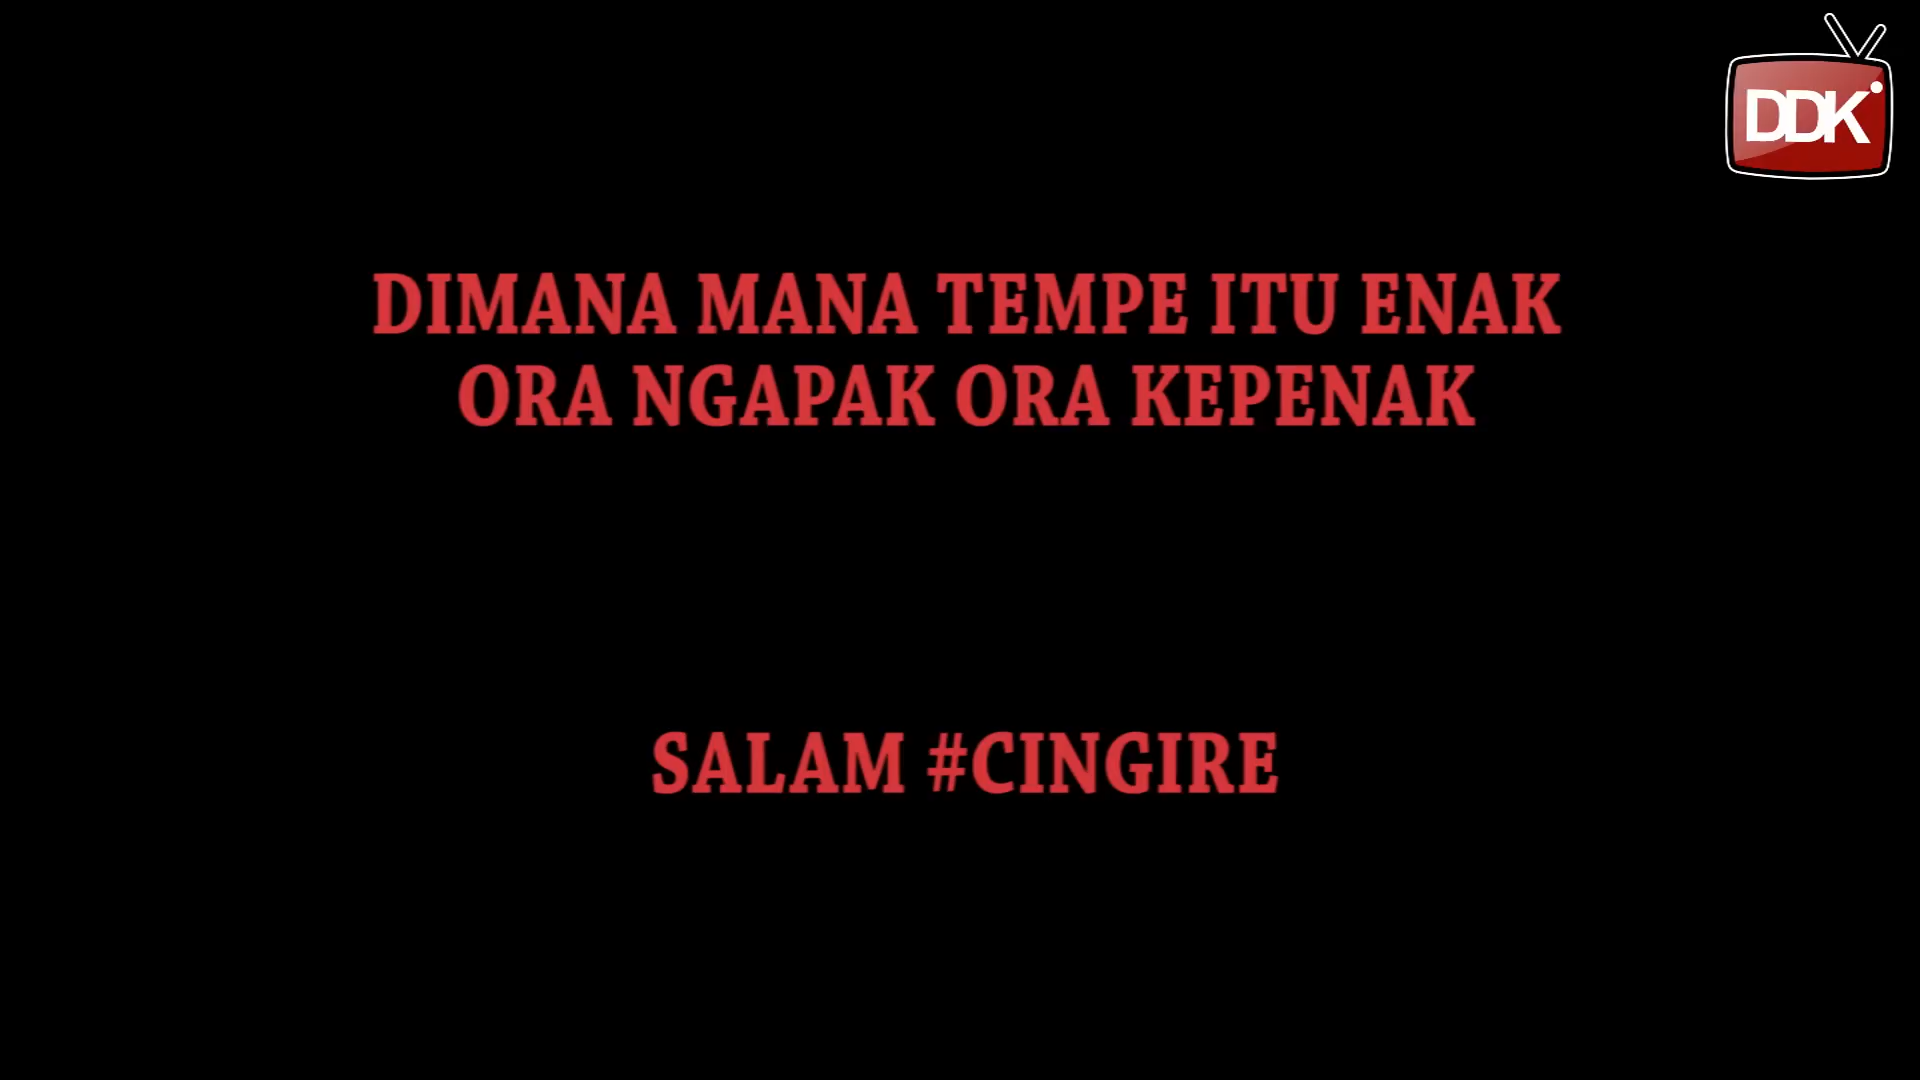 DDK
DIMANA MANA TEMPE ITU ENAK
ORA NGAPAK ORA KEPENAK
SALAM #CINGIRE